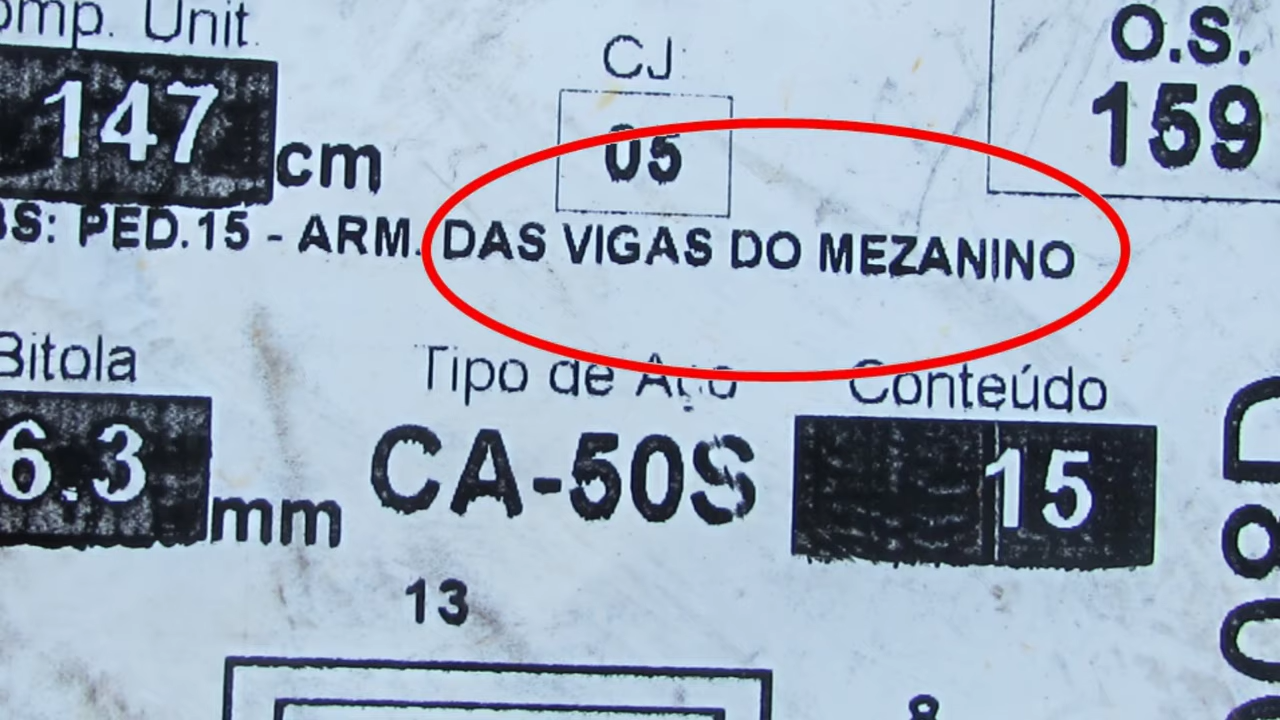 Unit.
CJ
O.S.
147 cm
05
159
PED.15 - ARM. DAS VIGAS DO MEZANINO
Bitola
Tipo de Aço
Conteúdo
6.3 mm
CA-50S
15
13
8